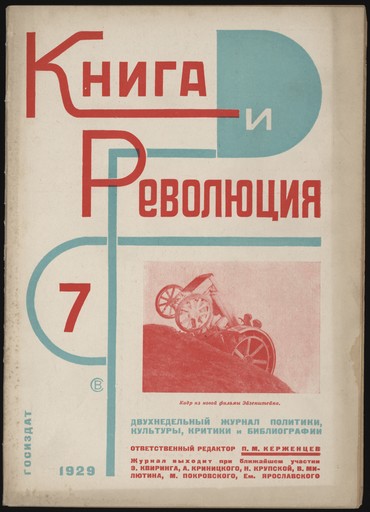 Книга
и
Революция
7
Кадр из новой фильмы Эйзенштейна.
ДВУХНЕДЕЛЬНЫЙ ЖУРНАЛ ПОЛИТИКИ,
КУЛЬТУРЫ, КРИТИКИ и БИБЛИОГРАФИИ
ОТВЕТСТВЕННЫЙ РЕДАКТОР П. М. КЕРЖЕНЦЕВ
Журнал выходит при ближайшем участии
Э. КВИРИНГА, А. КРИНИЦКОГО, Н. КРУПСКОЙ, В. МИ-
ЛЮТИНА, М. ПОКРОВСКОГО, Ем. ЯРОСЛАВСКОГО
ГОСИЗДАТ
1929